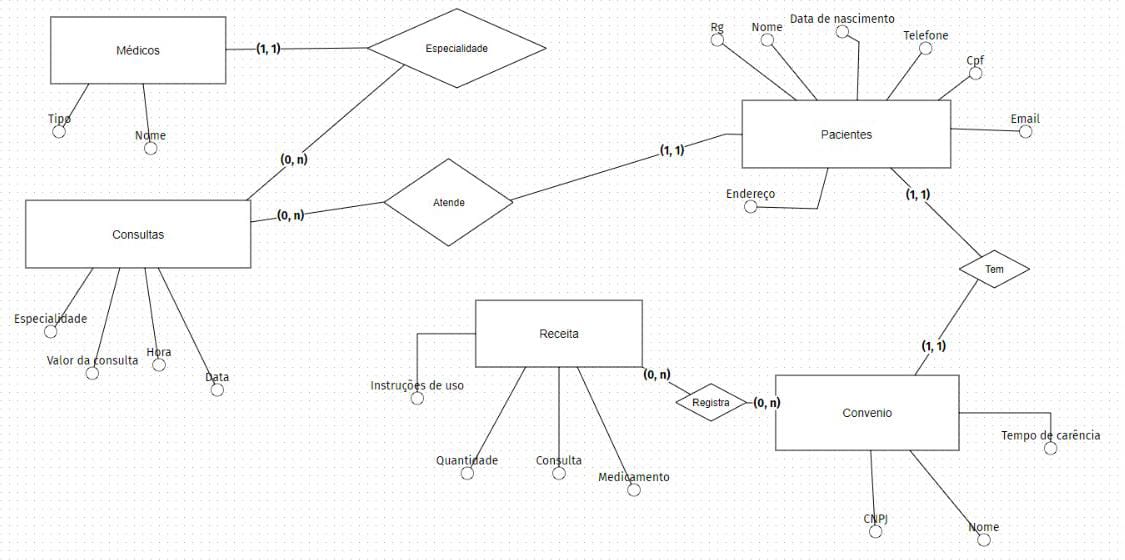 Médicos
(1, 1)
Especialidade
Tipo
Nome
(0, n)
Rg
Nome
Data de nascimento
Telefone
Cpf
Pacientes
Email
(1, 1)
Endereço
(1, 1)
Atende
(0, n)
Consultas
Especialidade
Valor da consulta
Hora
Data
Tem
(1, 1)
Receita
(0, n)
Registra
(0, n)
Instruções de uso
Quantidade
Consulta
Medicamento
Convenio
Tempo de carência
CNPJ
Nome